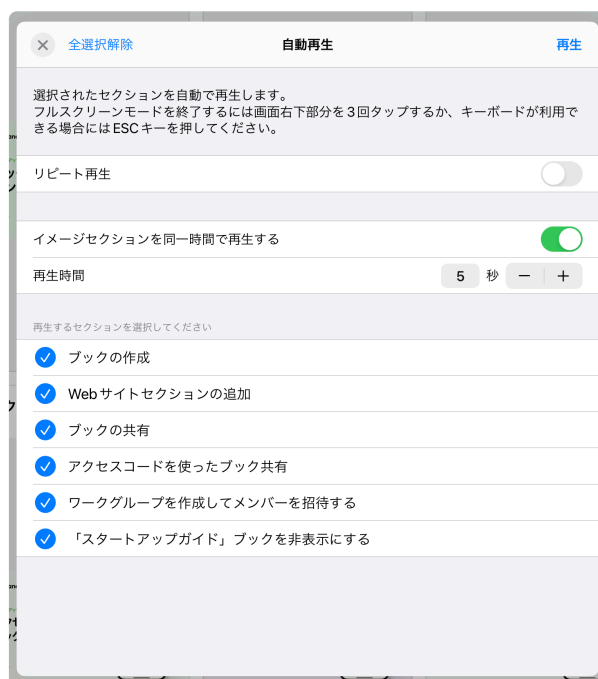 全選択解除 自動再生 再生
選択されたセクションを自動で再生します。
フルスクリーンモードを終了するには画面右下部分を3回タップするか、キーボードが利用で
きる場合にはESCキーを押してください。
リピート再生
イメージセクションを同一時間で再生する
再生時間 5 秒 − +
再生するセクションを選択してください
ブックの作成
Webサイトセクションの追加
ブックの共有
アクセスコードを使ったブック共有
ワークグループを作成してメンバーを招待する
「スタートアップガイド」ブックを非表示にする